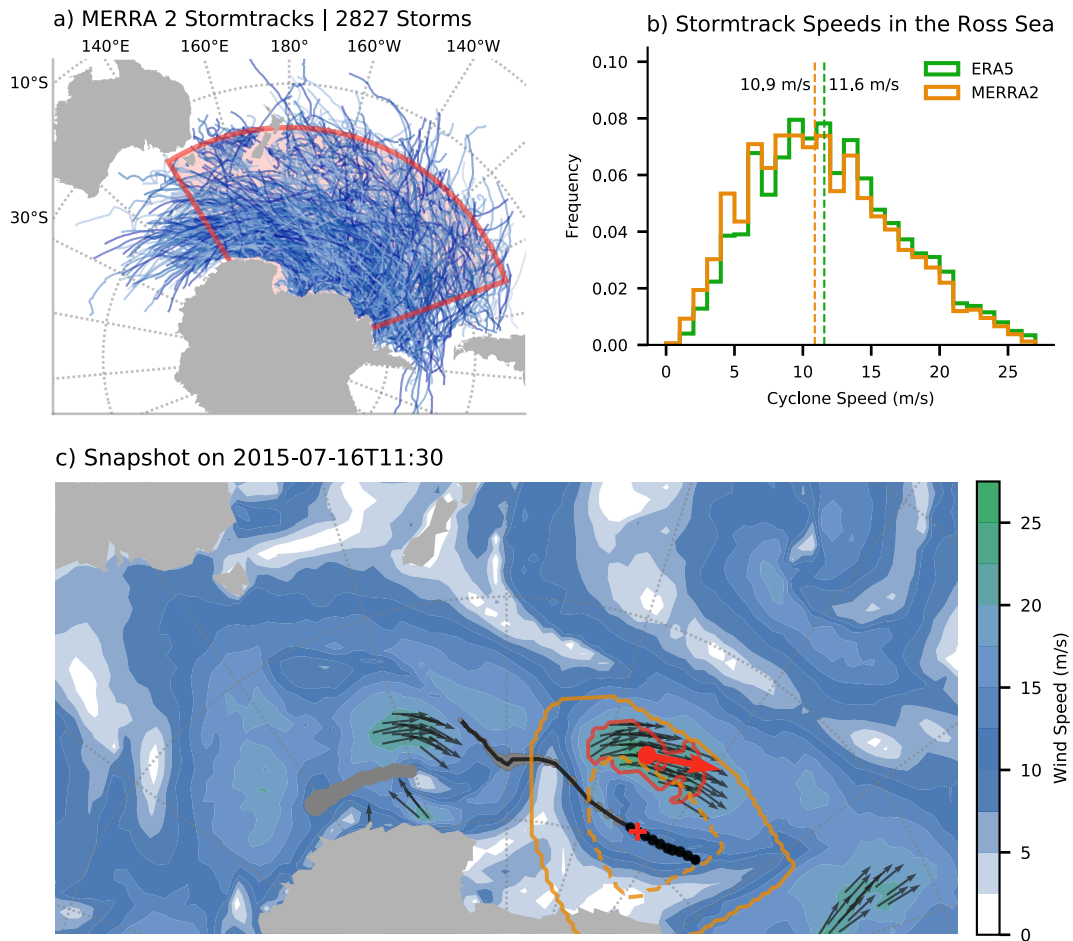 a) MERRA 2 Stormtracks | 2827 Storms
140°E 160°E 180° 160°W 140°W
10°S
30°S
b) Stormtrack Speeds in the Ross Sea
0.10
0.08
0.06
0.04
0.02
0.00
Frequency
10.9 m/s 11.6 m/s
ERA5
MERRA2
0 5 10 15 20 25
Cyclone Speed (m/s)
c) Snapshot on 2015-07-16T11:30
25
20
15
10
5
0
Wind Speed (m/s)